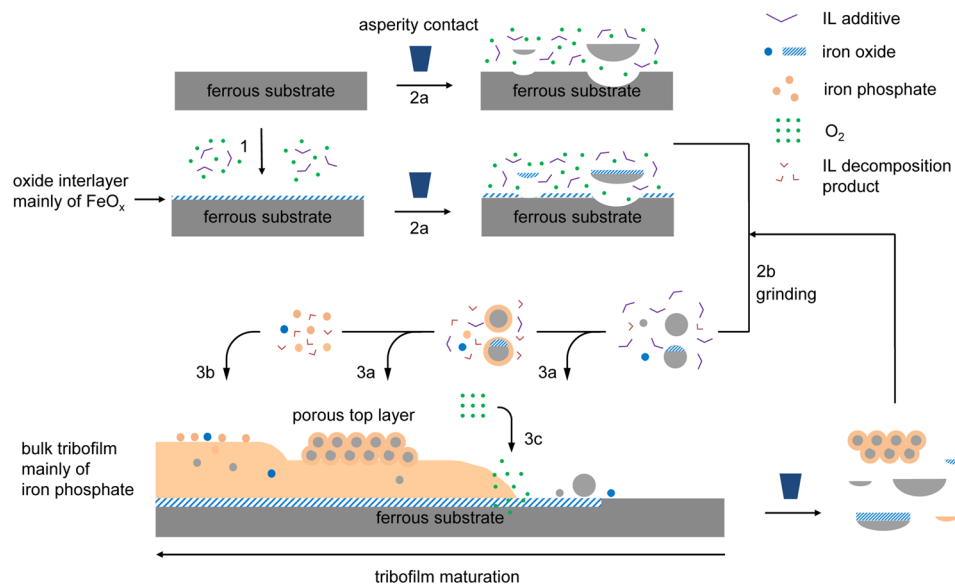 asperity contact
ferrous substrate
2a
ferrous substrate
IL additive
iron oxide
iron phosphate
O₂
IL decomposition
product
1
oxide interlayer
mainly of FeOₓ
ferrous substrate
2a
ferrous substrate
2b
grinding
3b
3a
3a
3c
porous top layer
bulk tribofilm
mainly of
iron phosphate
ferrous substrate
tribofilm maturation